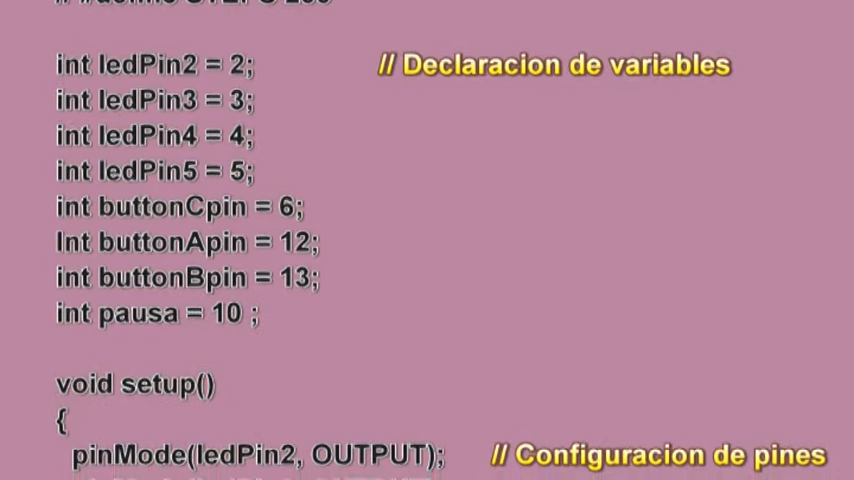 int ledPin2 = 2; // Declaracion de variables
int ledPin3 = 3;
int ledPin4 = 4;
int ledPin5 = 5;
int buttonCpin = 6;
Int buttonApin = 12;
int buttonBpin = 13;
int pausa = 10 ;
void setup()
{
pinMode(ledPin2, OUTPUT); // Configuracion de pines